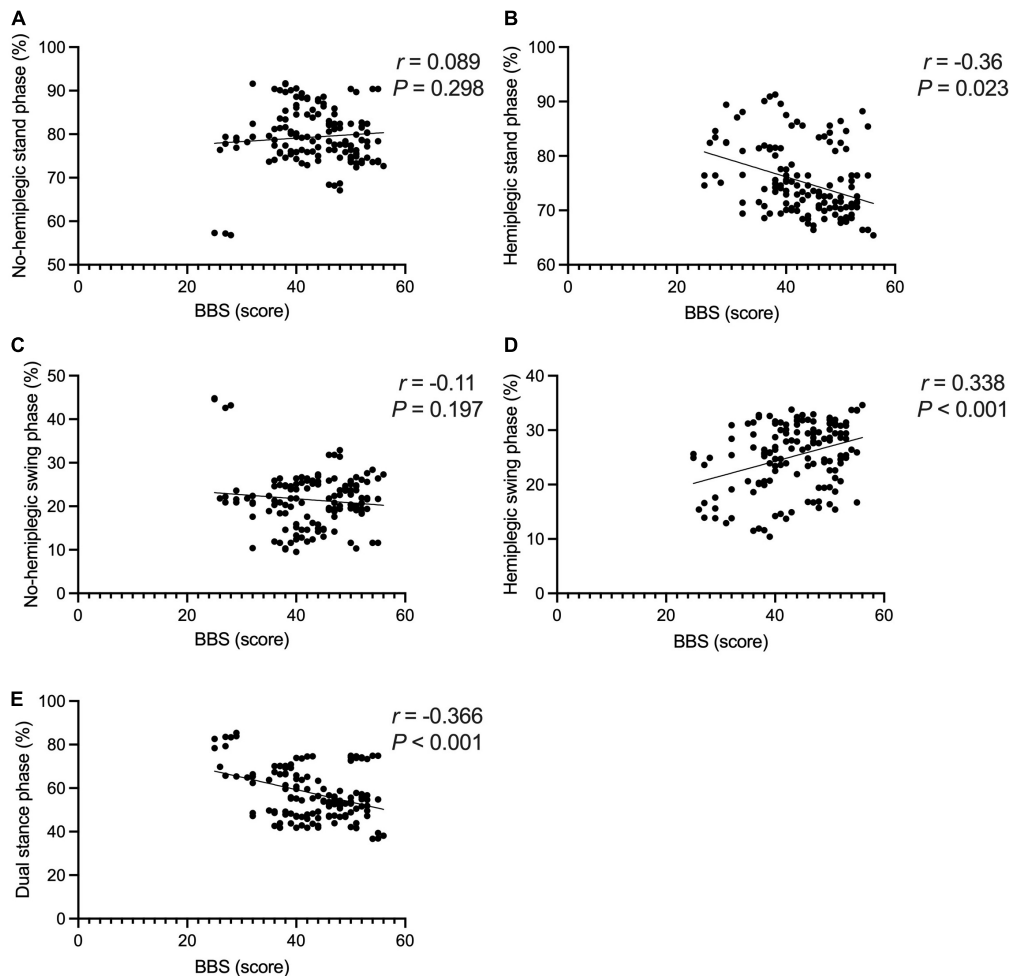 A
No-hemiplegic stand phase (%)
100
90
80
70
60
50
0
20
40
60
BBS (score)
r = 0.089
P = 0.298
B
Hemiplegic stand phase (%)
100
90
80
70
60
0
20
40
60
BBS (score)
r = -0.36
P = 0.023
C
No-hemiplegic swing phase (%)
50
40
30
20
10
0
0
20
40
60
BBS (score)
r = -0.11
P = 0.197
D
Hemiplegic swing phase (%)
40
30
20
10
0
0
20
40
60
BBS (score)
r = 0.338
P < 0.001
E
Dual stance phase (%)
100
80
60
40
20
0
0
20
40
60
BBS (score)
r = -0.366
P < 0.001